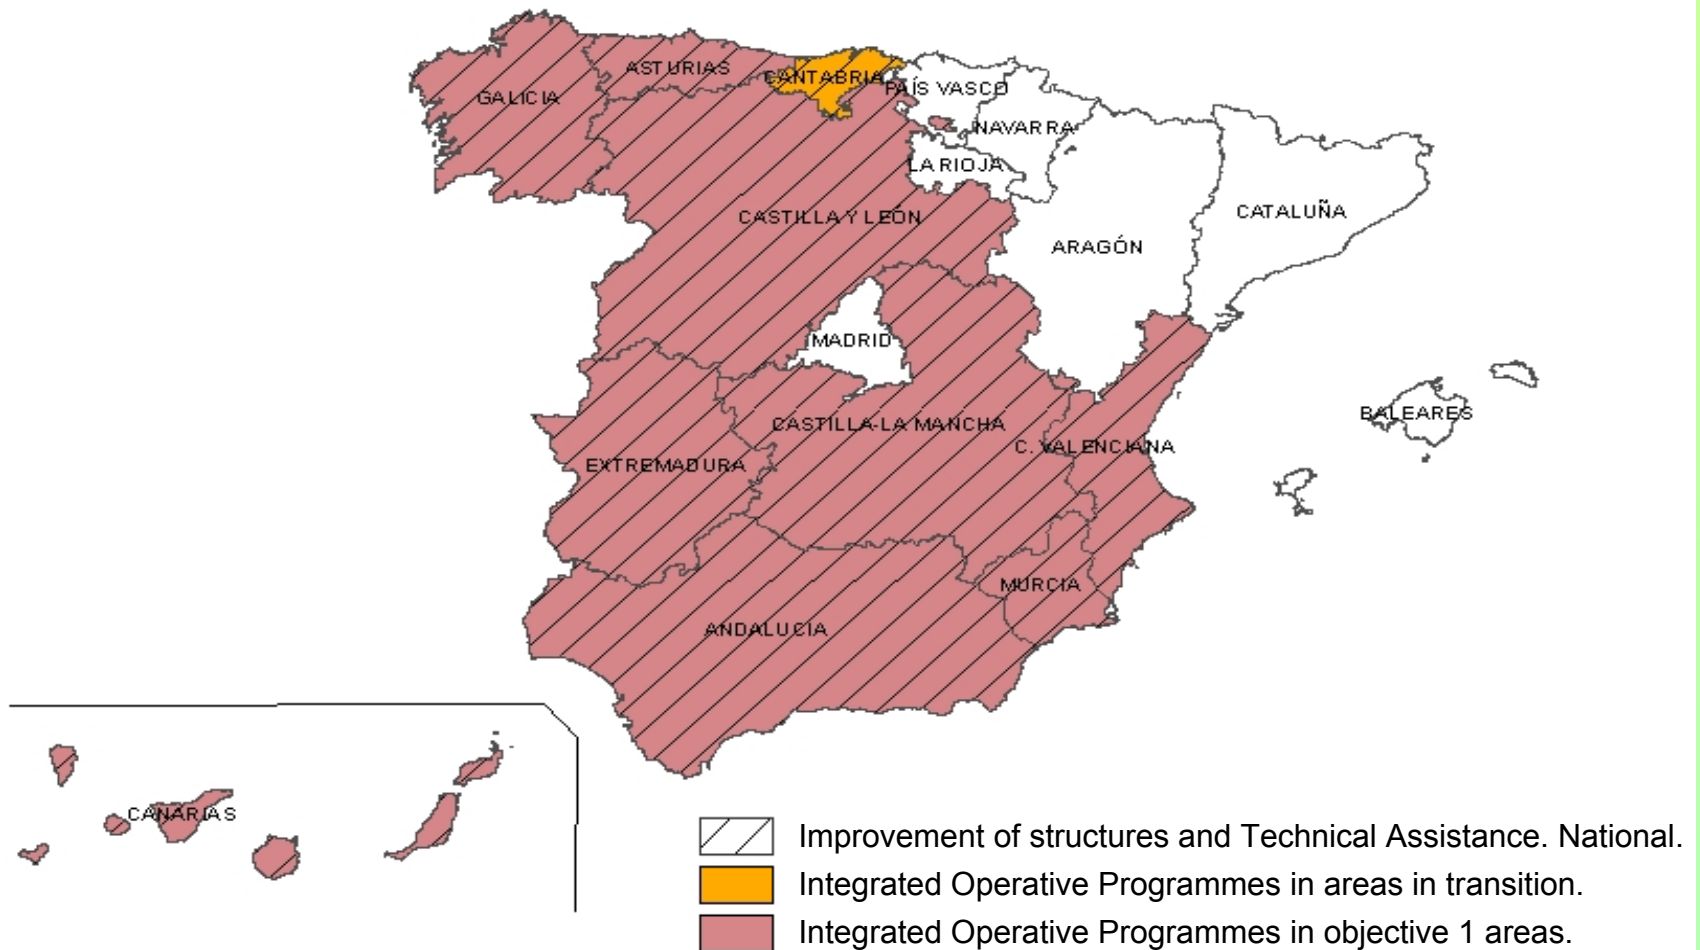 ASTURIAS
CANTABRIA
GALICIA
PAÍS VASCO
NAVARRA
LA RIOJA
CASTILLA Y LEÓN
CATALUÑA
ARAGÓN
MADRID
BALEARES
CASTILLA-LA MANCHA
C. VALENCIANA
EXTREMADURA
MURCIA
ANDALUCIA
CANARIAS
Improvement of structures and Technical Assistance. National.
Integrated Operative Programmes in areas in transition.
Integrated Operative Programmes in objective 1 areas.